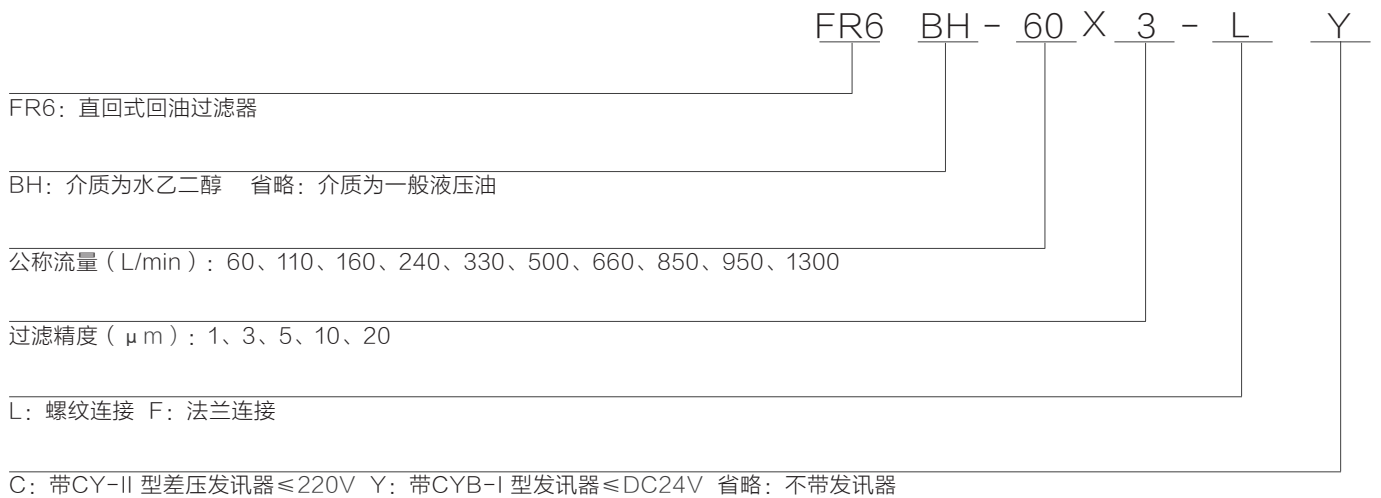 FR6 BH - 60 X 3 - L Y
FR6：直回式回油过滤器
BH：介质为水乙二醇 省略：介质为一般液压油
公称流量（L/min）：60、110、160、240、330、500、660、850、950、1300
过滤精度（μm）：1、3、5、10、20
L：螺纹连接 F：法兰连接
C：带CY-II 型差压发讯器≤220V Y：带CYB-I 型发讯器≤DC24V 省略：不带发讯器